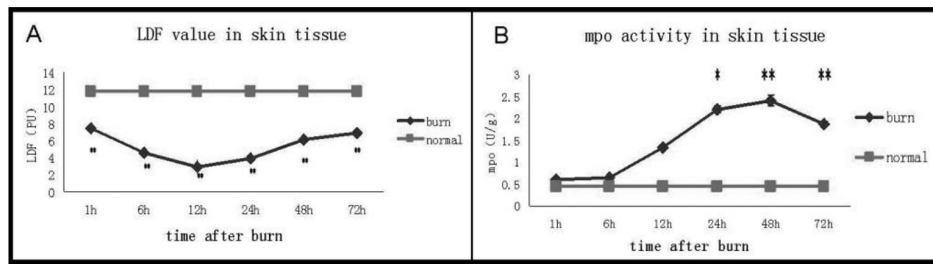 A
LDF value in skin tissue
LDF (PU)
14
12
10
8
6
4
2
0
1h 6h 12h 24h 48h 72h
time after burn
burn
normal
B
mpo activity in skin tissue
* ** **
mpo (U/g)
3
2.5
2
1.5
1
0.5
0
1h 6h 12h 24h 48h 72h
time after burn
burn
normal